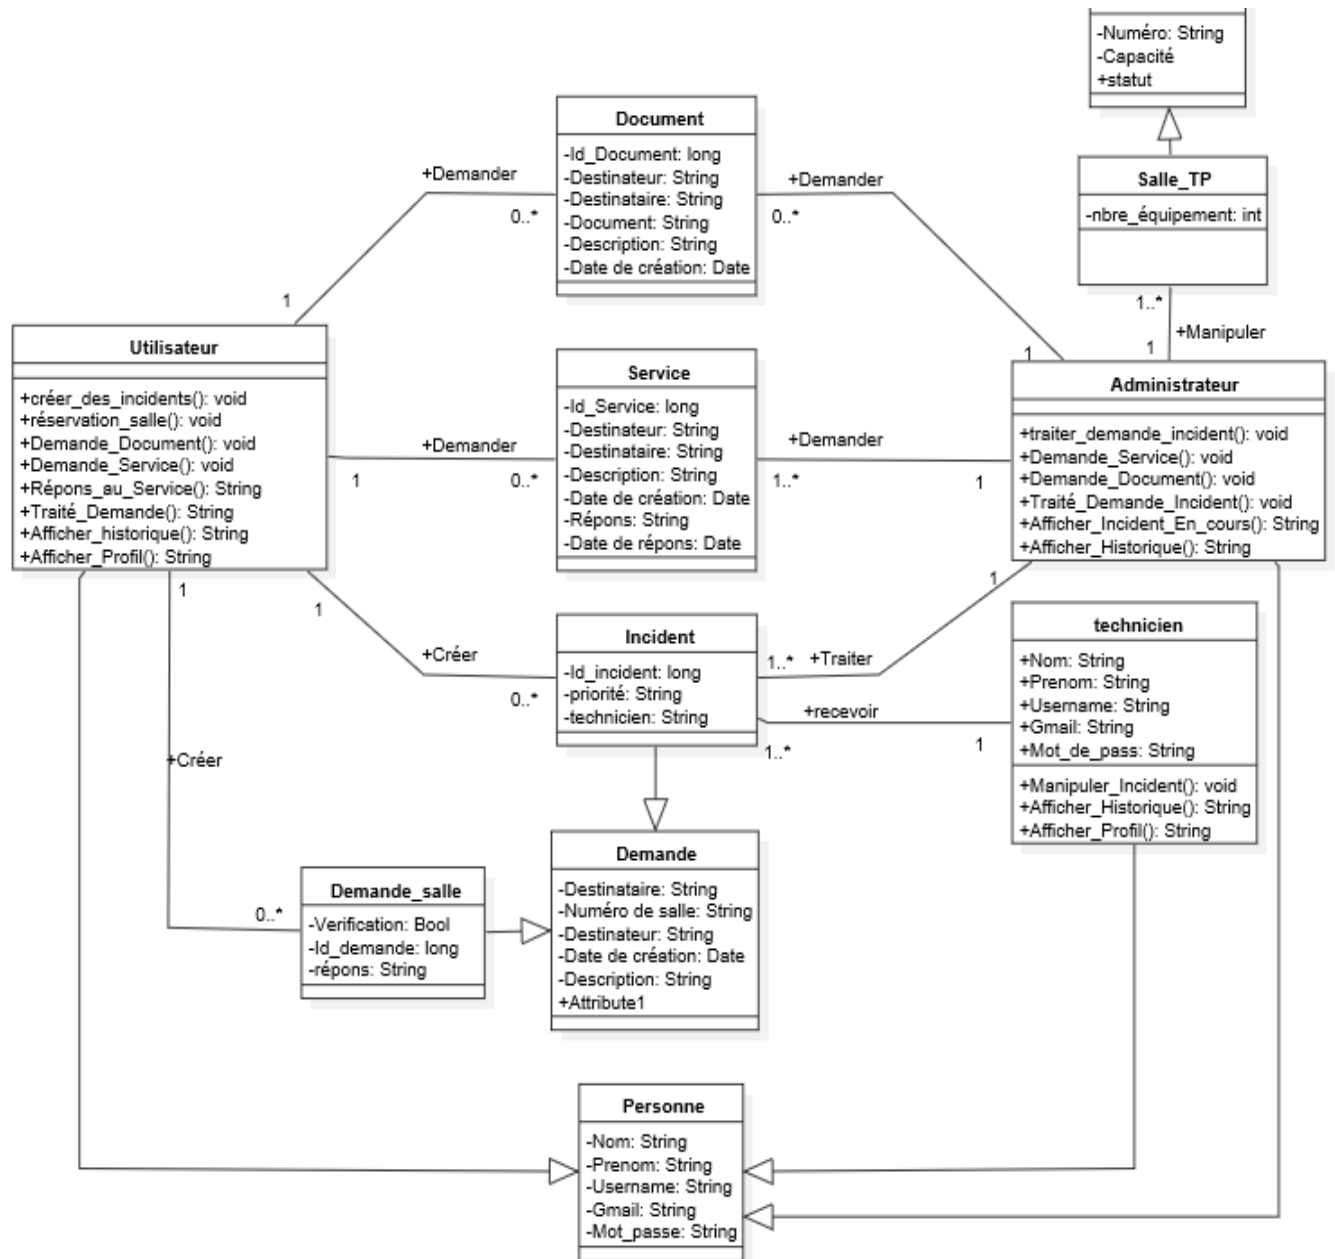 -Numéro: String
-Capacité
+statut
Document
-Id_Document: long
-Destinateur: String
-Destinataire: String
-Document: String
-Description: String
-Date de création: Date
+Demander
0..*
1
+Demander
0..*
1
Salle_TP
-nbre_équipement: int
1..*
+Manipuler
1
Utilisateur
+créer_des_incidents(): void
+réservation_salle(): void
+Demande_Document(): void
+Demande_Service(): void
+Répons_au_Service(): String
+Traité_Demande(): String
+Afficher_historique(): String
+Afficher_Profil(): String
Service
-Id_Service: long
-Destinateur: String
-Destinataire: String
-Description: String
-Date de création: Date
-Répons: String
-Date de répons: Date
+Demander
1
0..*
+Demander
1..*
1
Administrateur
+traiter_demande_incident(): void
+Demande_Service(): void
+Demande_Document(): void
+Traité_Demande_Incident(): void
+Afficher_Incident_En_cours(): String
+Afficher_Historique(): String
1
1
+Créer
0..*
Incident
-Id_incident: long
-priorité: String
-technicien: String
1
1..*
+Traiter
+recevoir
1..*
1
technicien
+Nom: String
+Prenom: String
+Username: String
+Gmail: String
+Mot_de_pass: String
+Manipuler_Incident(): void
+Afficher_Historique(): String
+Afficher_Profil(): String
+Créer
0..*
Demande_salle
-Verification: Bool
-Id_demande: long
-répons: String
Demande
-Destinataire: String
-Numéro de salle: String
-Destinateur: String
-Date de création: Date
-Description: String
+Attribute1
Personne
-Nom: String
-Prenom: String
-Username: String
-Gmail: String
-Mot_passe: String